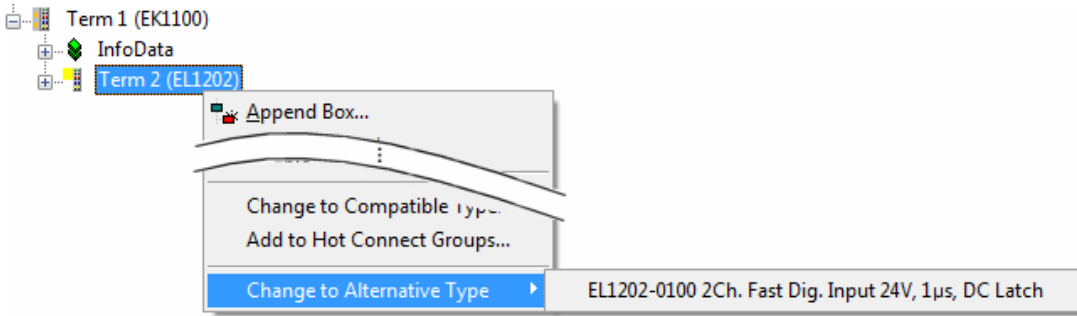 Term 1 (EK1100)
InfoData
Term 2 (EL1202)
Append Box...
Change to Compatible
Add to Hot Connect Groups...
Change to Alternative Type
EL1202-0100 2Ch. Fast Dig. Input 24V, 1µs, DC Latch